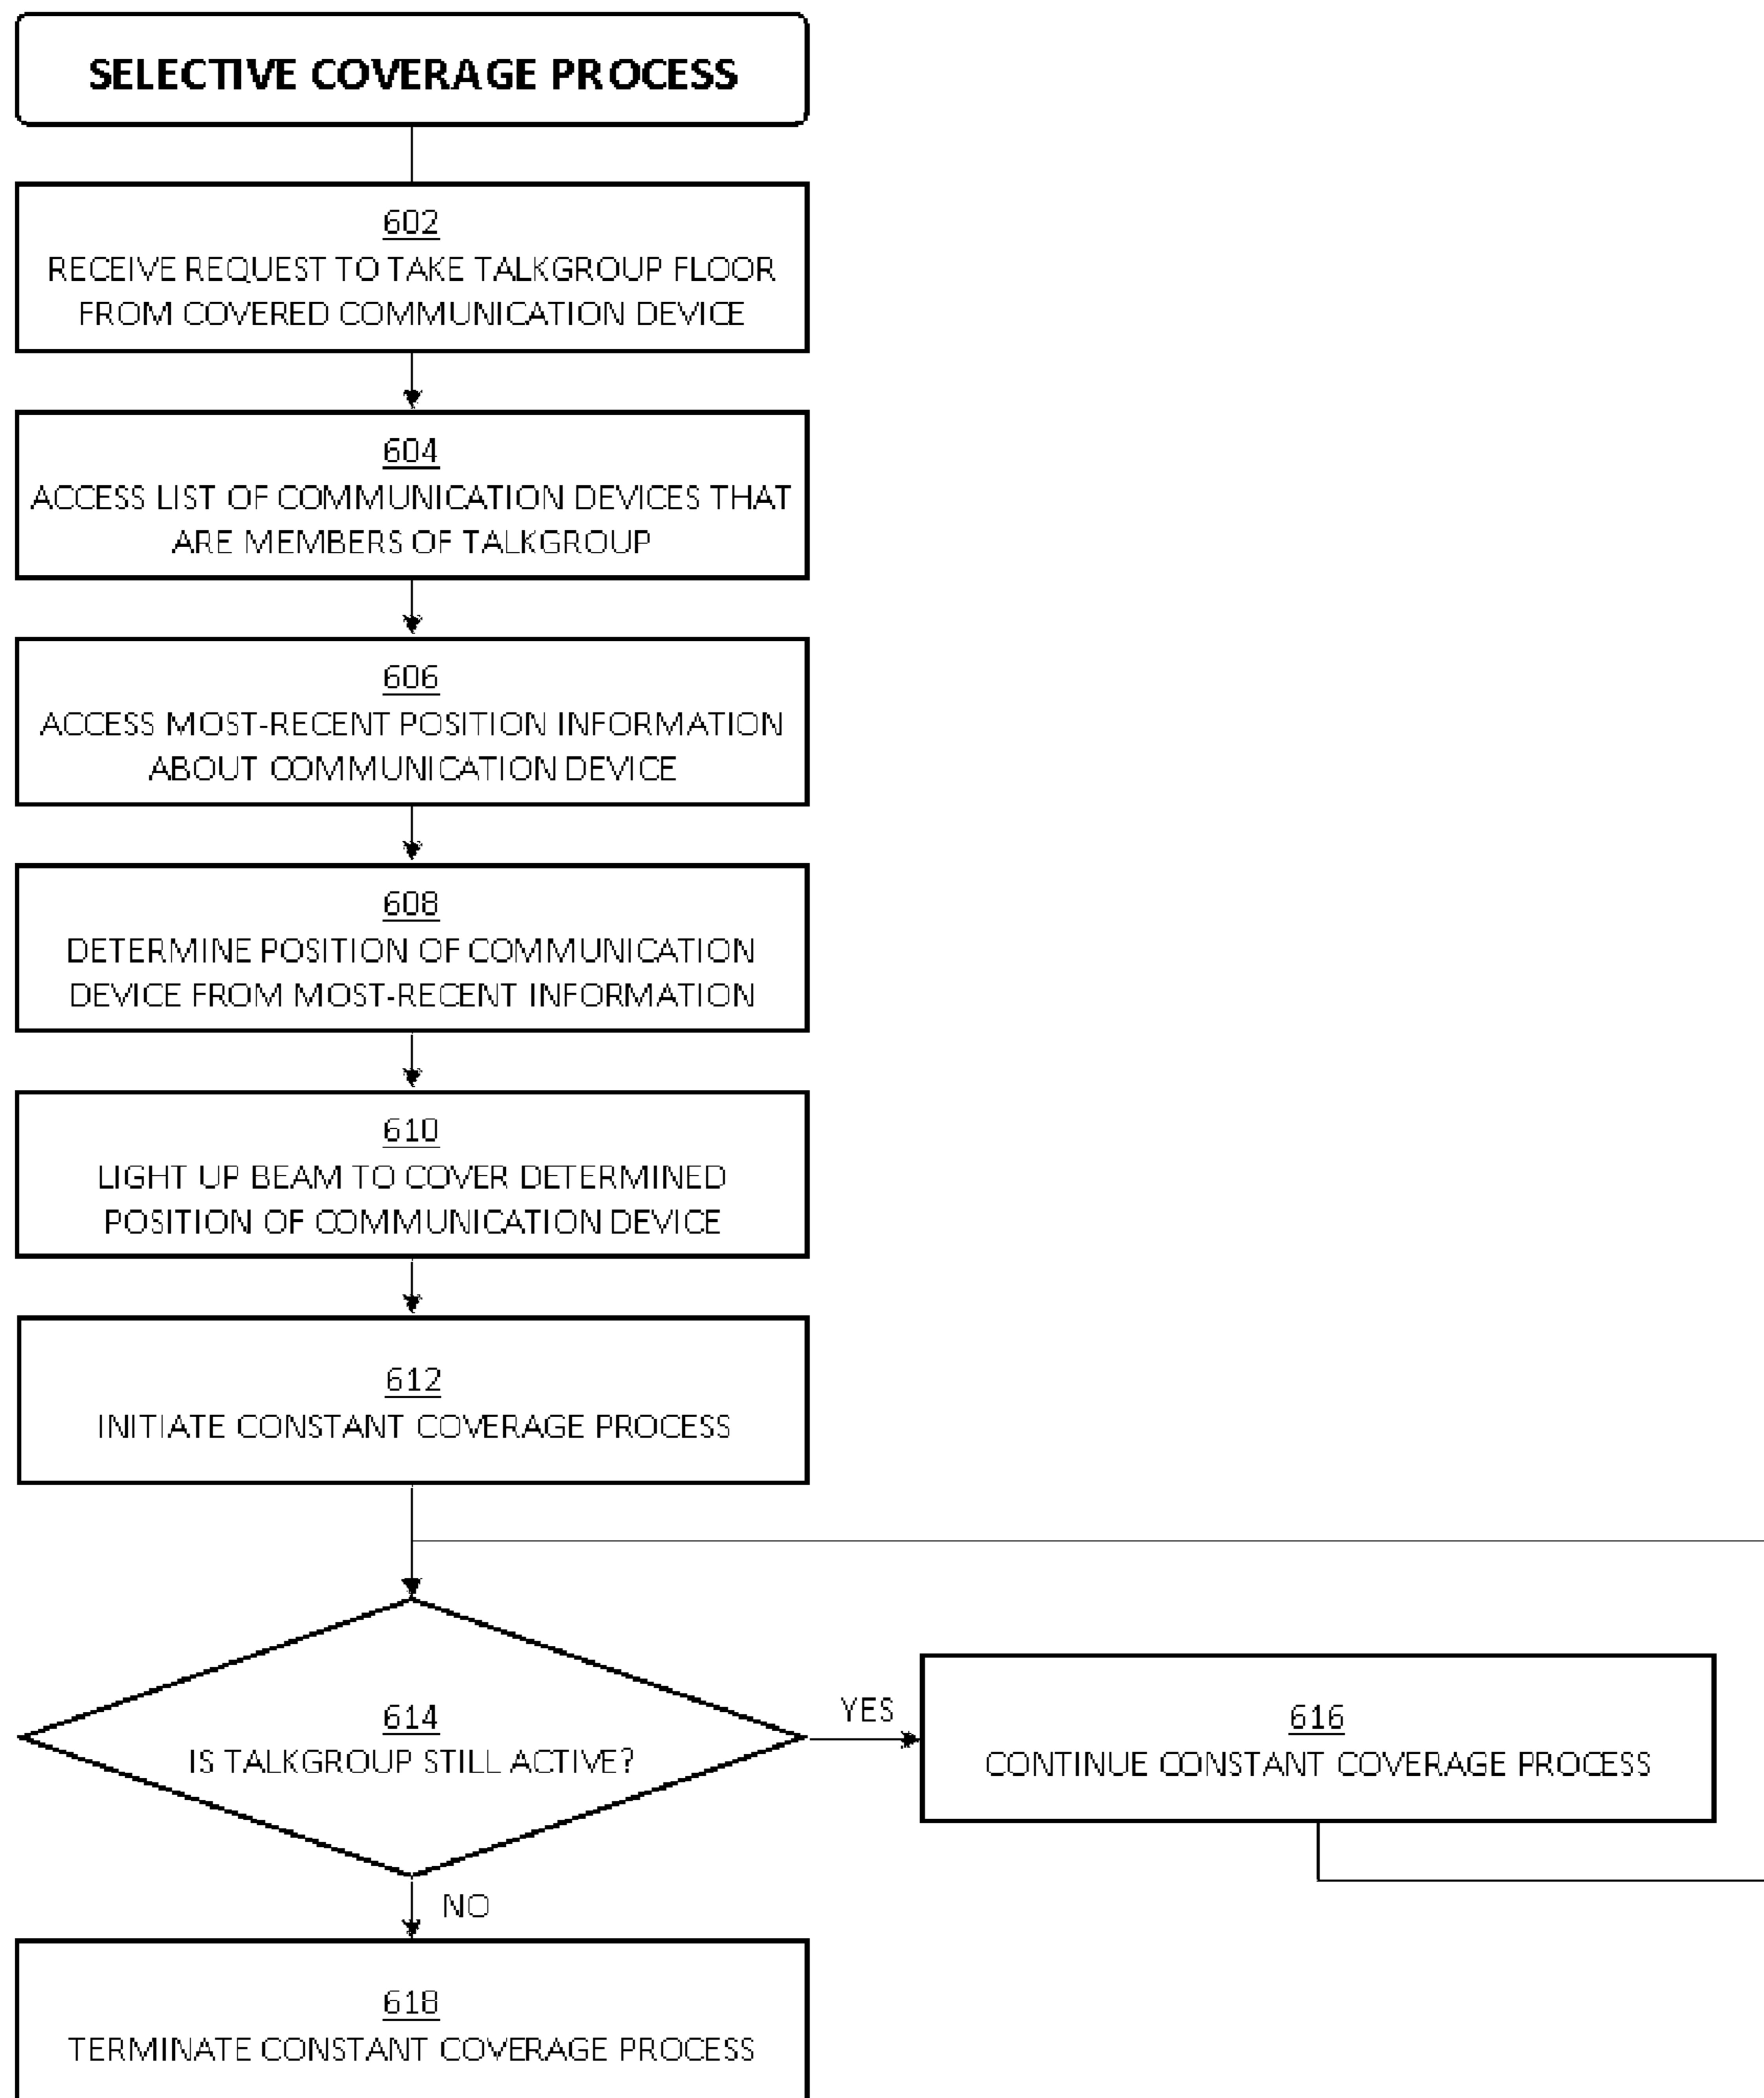 SELECTIVE COVERAGE PROCESS
602
RECEIVE REQUEST TO TAKE TALKGROUP FLOOR
FROM COVERED COMMUNICATION DEVICE
604
ACCESS LIST OF COMMUNICATION DEVICES THAT
ARE MEMBERS OF TALKGROUP
606
ACCESS MOST-RECENT POSITION INFORMATION
ABOUT COMMUNICATION DEVICE
608
DETERMINE POSITION OF COMMUNICATION
DEVICE FROM MOST-RECENT INFORMATION
610
LIGHT UP BEAM TO COVER DETERMINED
POSITION OF COMMUNICATION DEVICE
612
INITIATE CONSTANT COVERAGE PROCESS
614
IS TALKGROUP STILL ACTIVE?
YES
616
CONTINUE CONSTANT COVERAGE PROCESS
NO
618
TERMINATE CONSTANT COVERAGE PROCESS